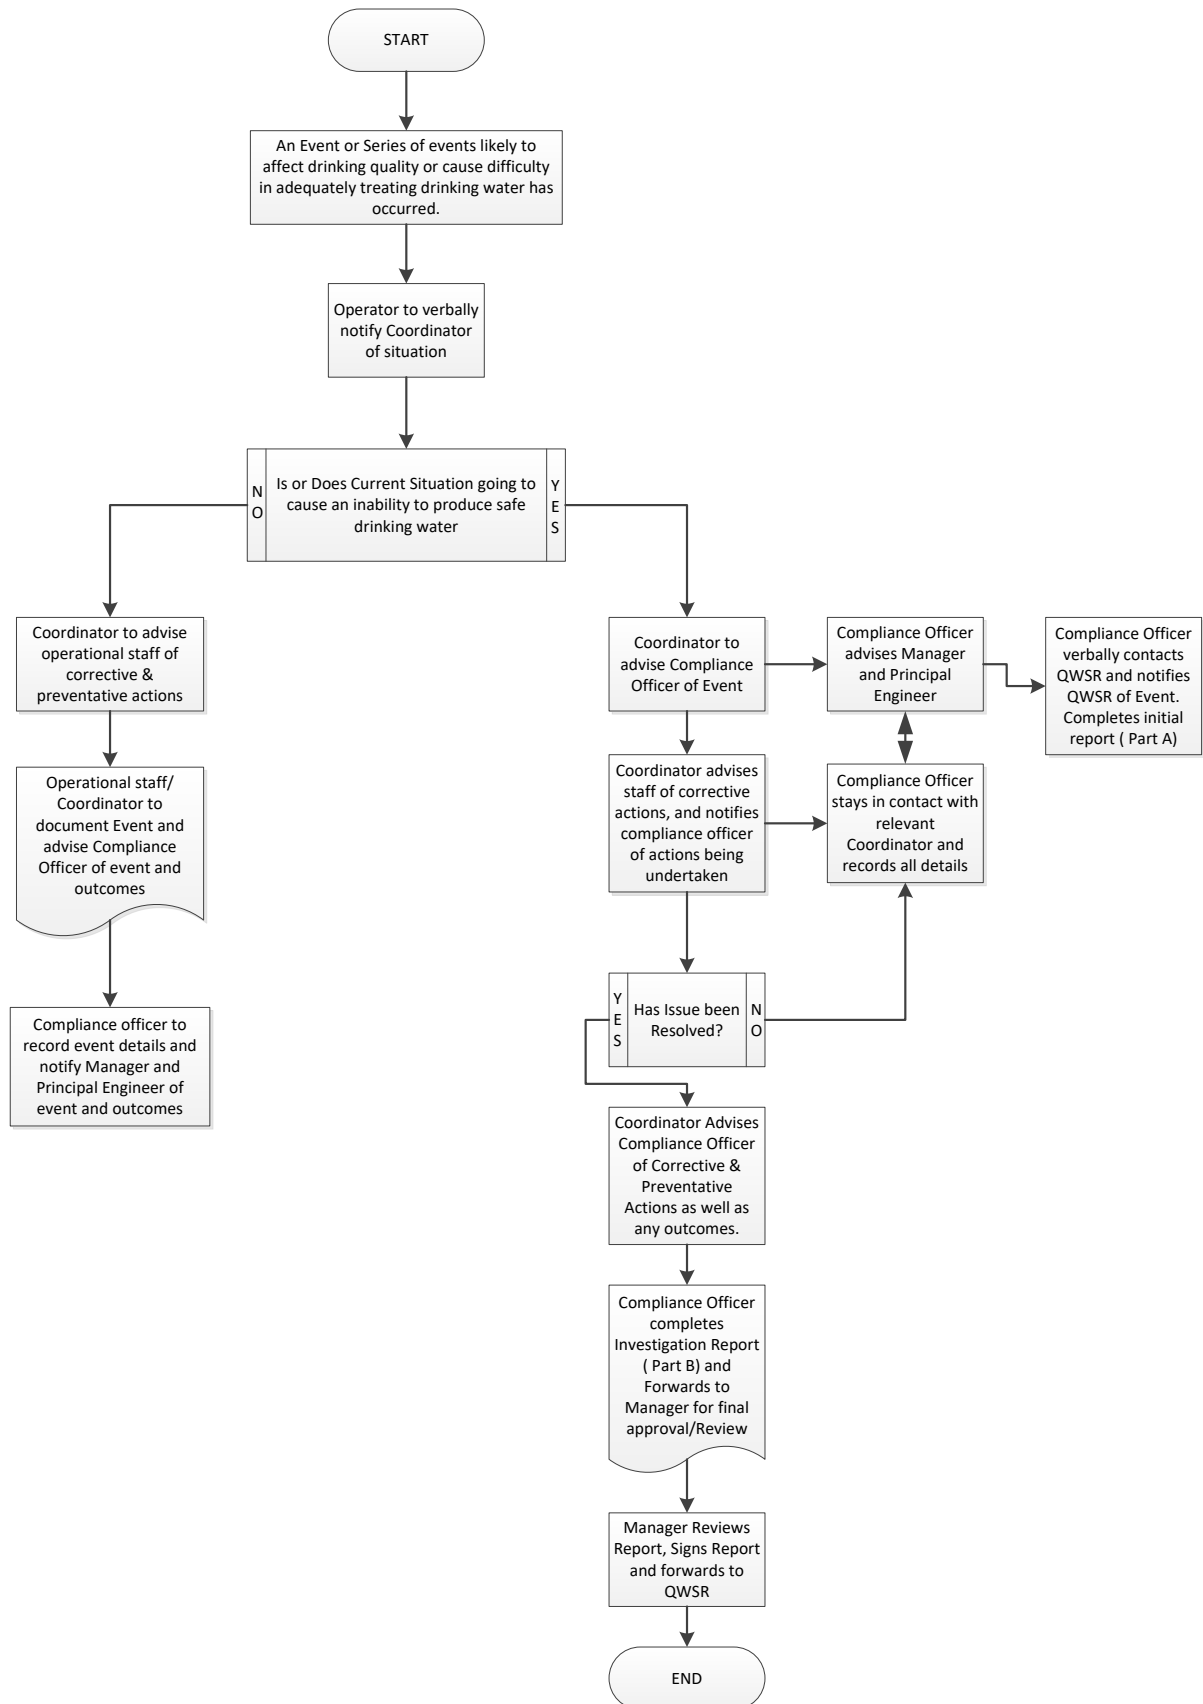 START
An Event or Series of events likely to
affect drinking quality or cause difficulty
in adequately treating drinking water has
occurred.
Operator to verbally
notify Coordinator
of situation
NO
Is or Does Current Situation going to
cause an inability to produce safe
drinking water
YES
Coordinator to advise
operational staff of
corrective &
preventative actions
Operational staff/
Coordinator to
document Event and
advise Compliance
Officer of event and
outcomes
Compliance officer to
record event details and
notify Manager and
Principal Engineer of
event and outcomes
Coordinator to
advise Compliance
Officer of Event
Compliance Officer
advises Manager
and Principal
Engineer
Compliance Officer
verbally contacts
QWSR and notifies
QWSR of Event.
Completes initial
report ( Part A)
Coordinator advises
staff of corrective
actions, and notifies
compliance officer
of actions being
undertaken
Compliance Officer
stays in contact with
relevant
Coordinator and
records all details
YES
Has Issue been
Resolved?
NO
Coordinator Advises
Compliance Officer
of Corrective &
Preventative
Actions as well as
any outcomes.
Compliance Officer
completes
Investigation Report
( Part B) and
Forwards to
Manager for final
approval/Review
Manager Reviews
Report, Signs Report
and forwards to
QWSR
END